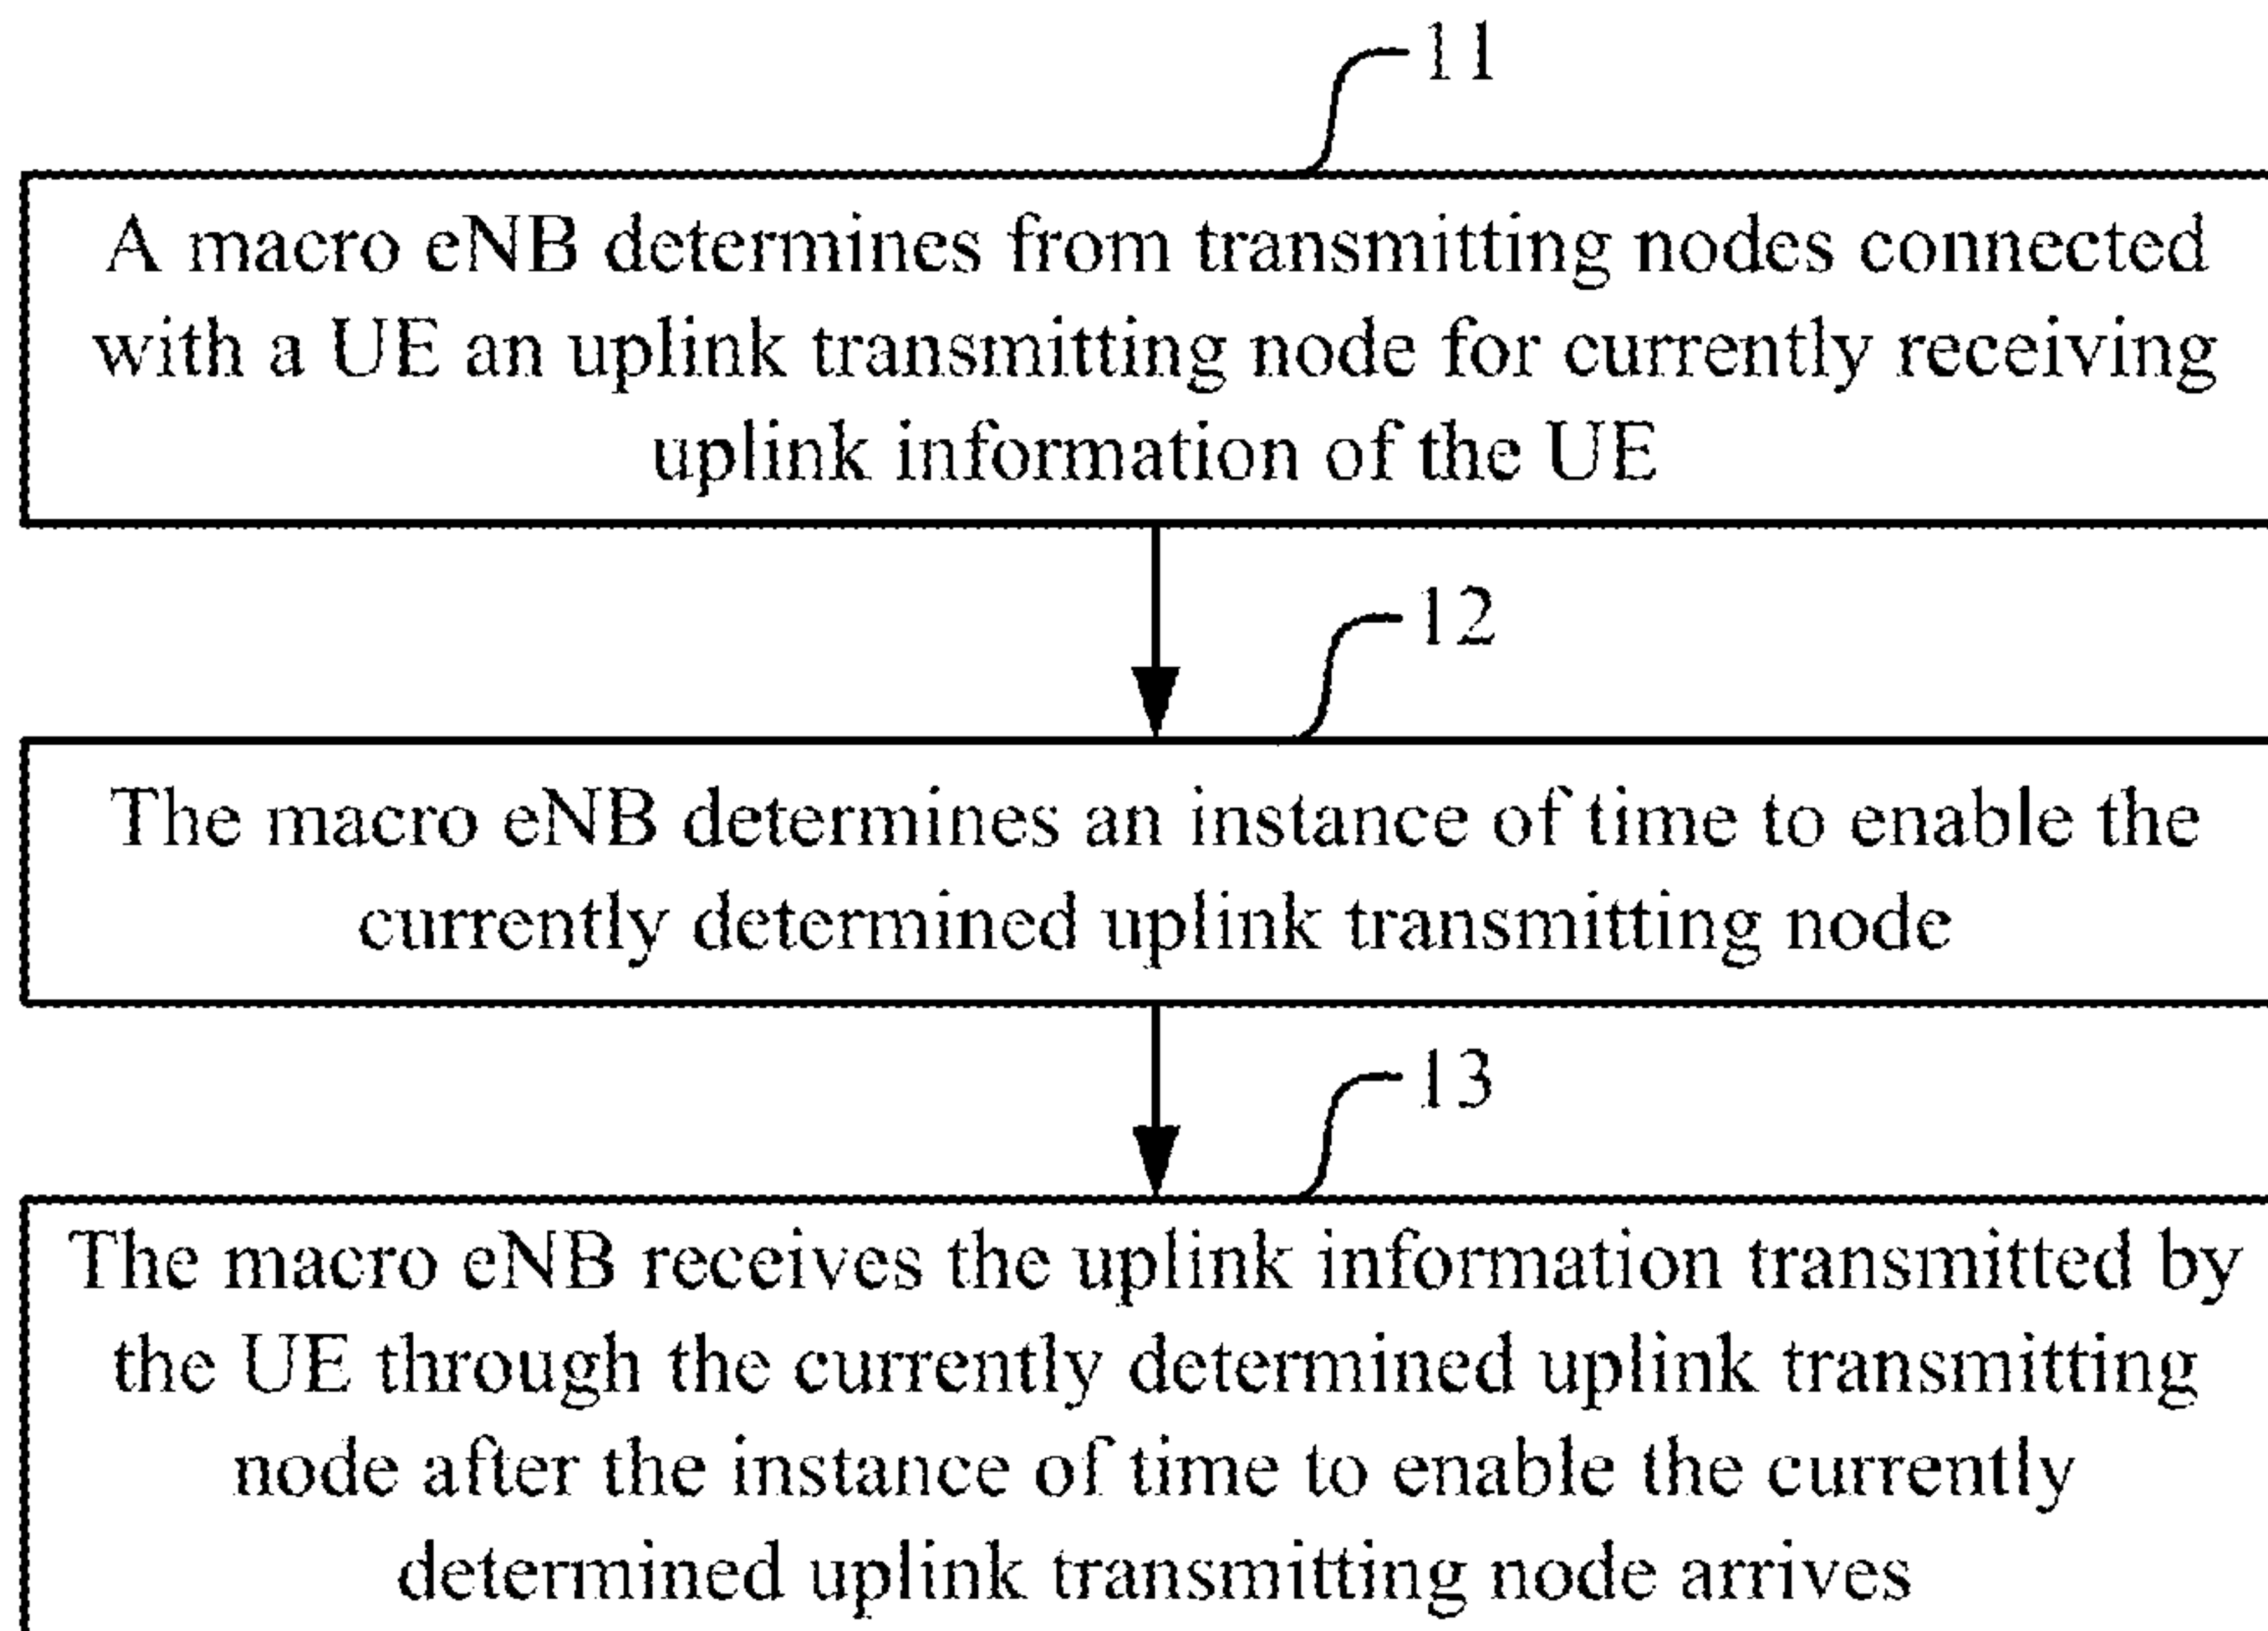 11
A macro eNB determines from transmitting nodes connected
with a UE an uplink transmitting node for currently receiving
uplink information of the UE
12
The macro eNB determines an instance of time to enable the
currently determined uplink transmitting node
13
The macro eNB receives the uplink information transmitted by
the UE through the currently determined uplink transmitting
node after the instance of time to enable the currently
determined uplink transmitting node arrives